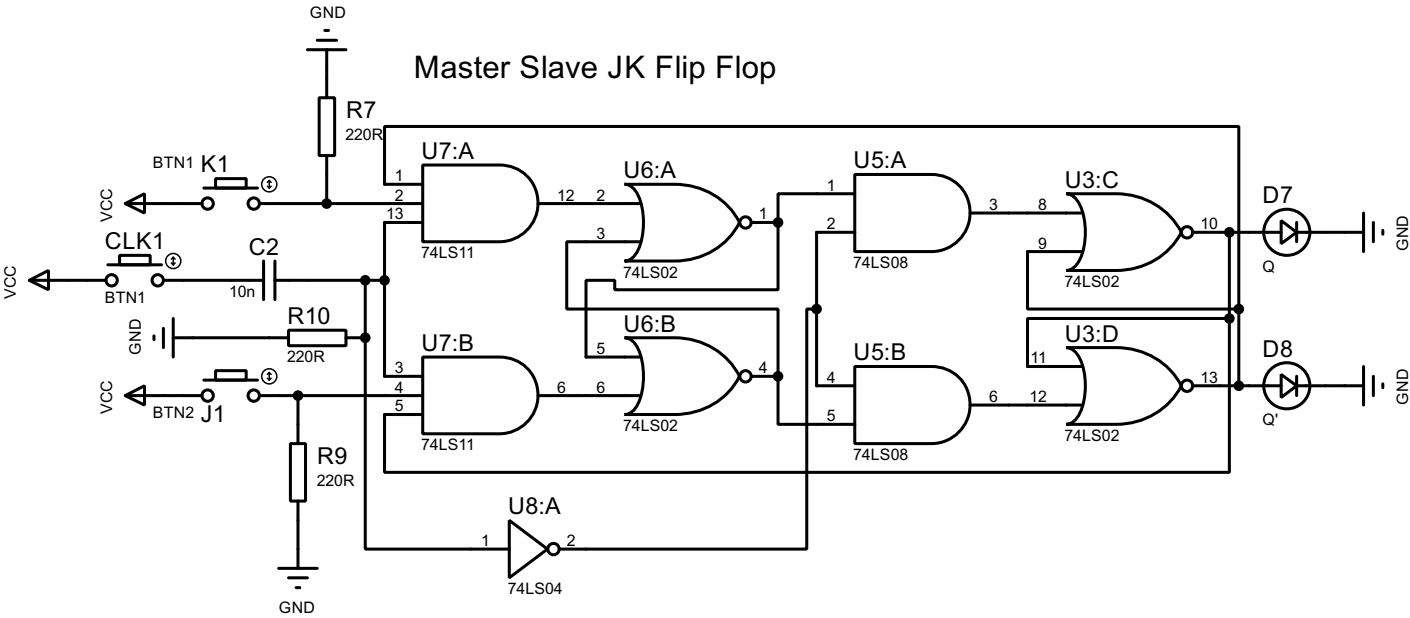 GND
Master Slave JK Flip Flop
R7
220R
BTN1 K1
VCC
U7:A
1
2
13
12
74LS11
U6:A
2
3
1
74LS02
U5:A
1
2
3
74LS08
U3:C
8
9
10
74LS02
D7
Q
GND
CLK1
VCC
BTN1
C2
10n
R10
220R
GND
VCC
BTN2 J1
R9
220R
GND
U7:B
3
4
5
6
74LS11
U6:B
5
6
4
74LS02
U5:B
4
5
6
74LS08
U3:D
11
12
13
74LS02
D8
Q'
GND
U8:A
1
2
74LS04